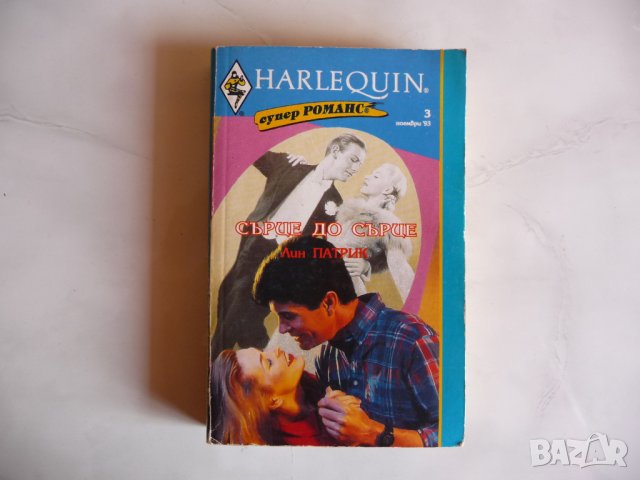 HARLEQUIN®
супер РОМАНС®
3
ноември '93
СЪРЦЕ ДО СЪРЦЕ
Лин ПАТРИК
BAZAR